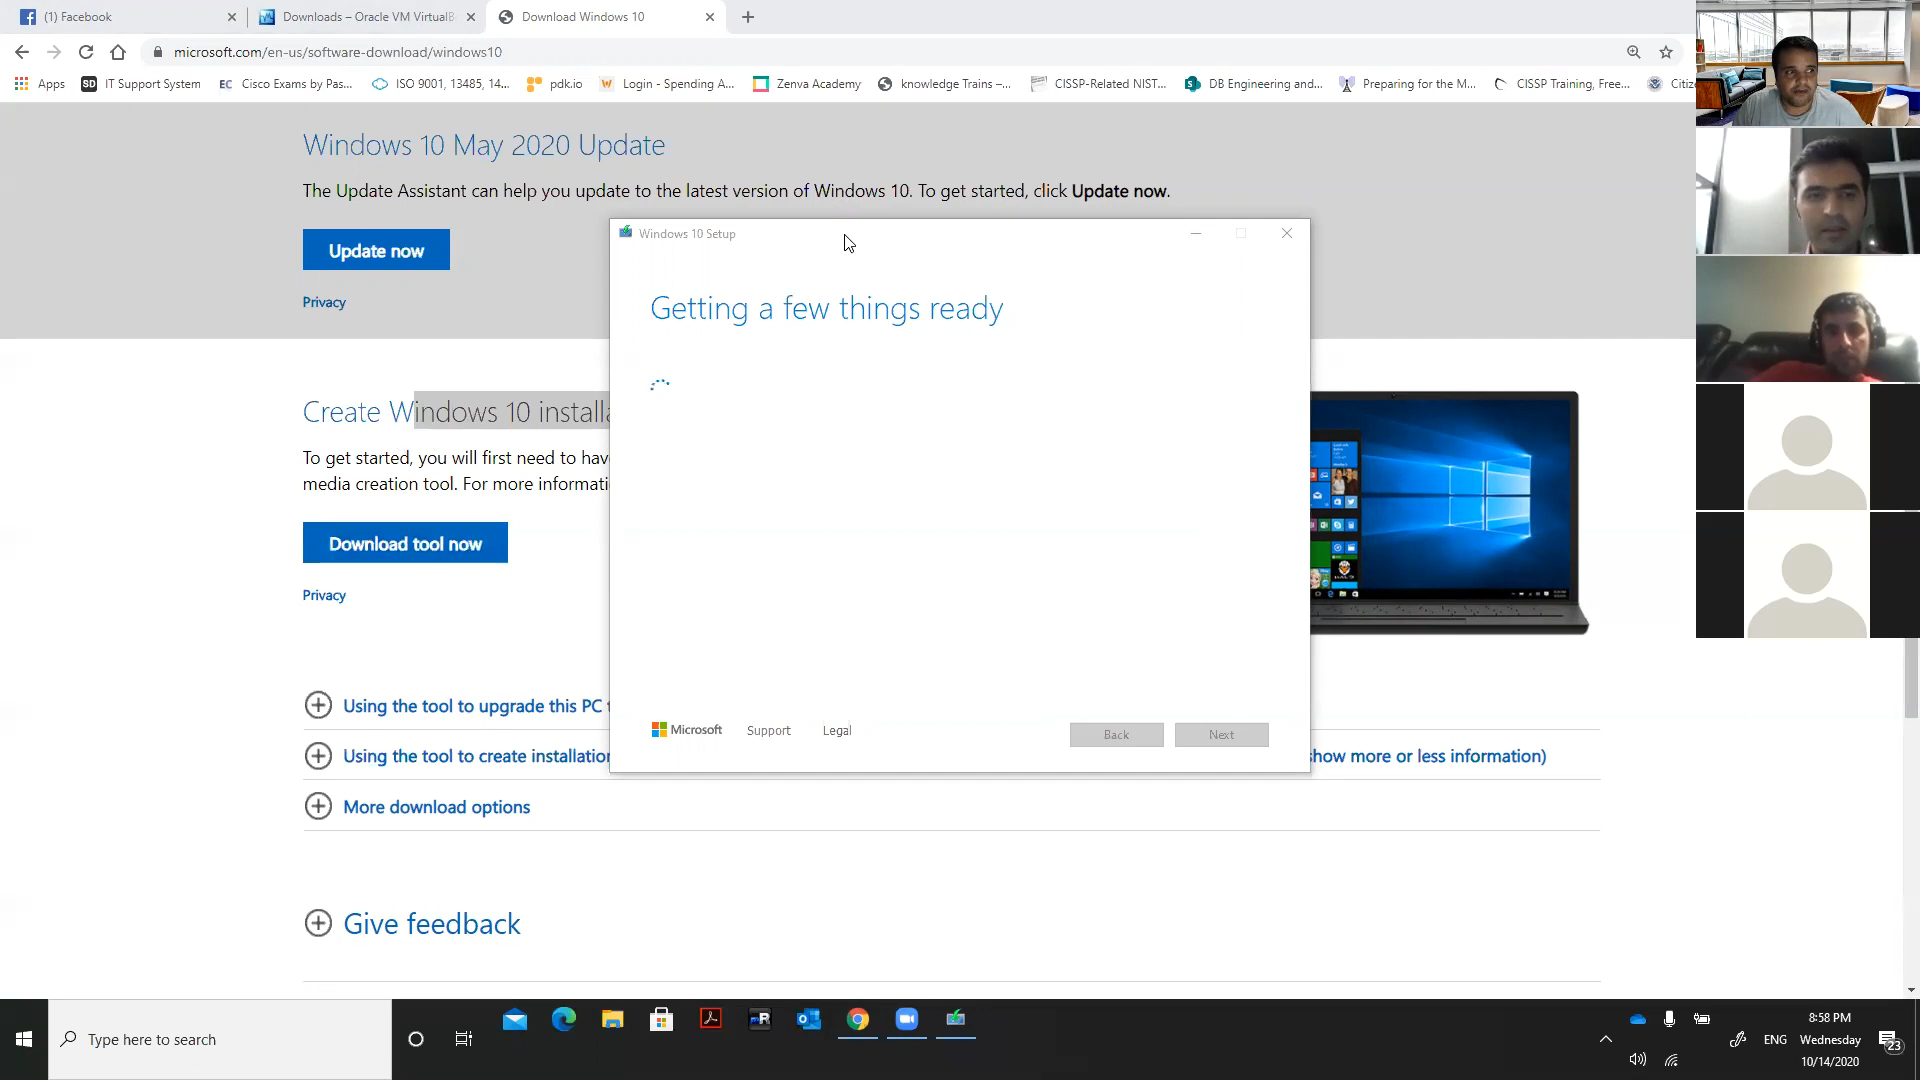 (1) Facebook
Downloads – Oracle VM VirtualB
Download Windows 10
microsoft.com/en-us/software-download/windows10
Apps
IT Support System
Cisco Exams by Pas...
ISO 9001, 13485, 14...
pdk.io
Login - Spending A...
Zenva Academy
knowledge Trains –...
CISSP-Related NIST...
DB Engineering and...
Preparing for the M...
CISSP Training, Free...
Citiz
Windows 10 May 2020 Update
The Update Assistant can help you update to the latest version of Windows 10. To get started, click Update now.
Update now
Privacy
Windows 10 Setup
Getting a few things ready
Create Windows 10 installa
To get started, you will first need to hav
media creation tool. For more informati
Download tool now
Privacy
Using the tool to upgrade this PC
Microsoft
Support
Legal
Back
Next
Using the tool to create installation
show more or less information)
More download options
Give feedback
Type here to search
ENG
8:58 PM
Wednesday
10/14/2020
23